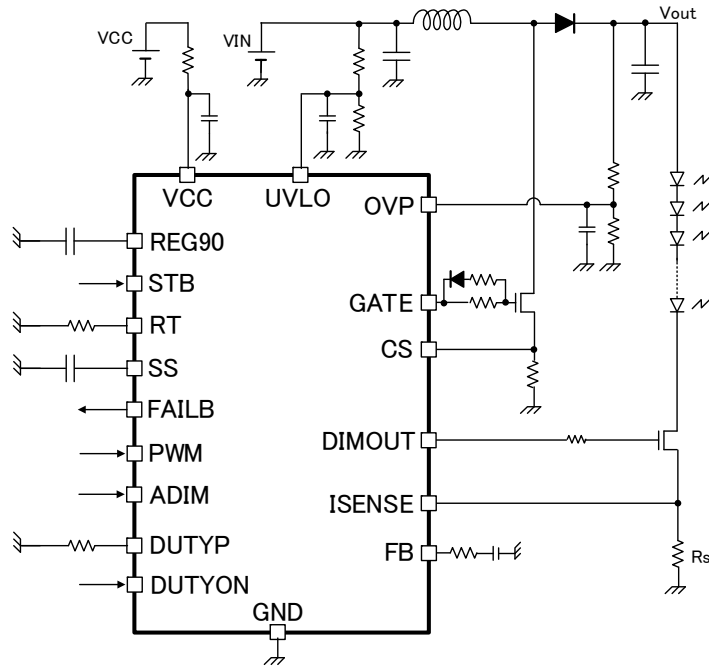 VCC
VIN
Vout
VCC
UVLO
OVP
REG90
STB
GATE
RT
CS
SS
FAILB
DIMOUT
PWM
ADIM
ISENSE
DUTYP
FB
Rs
DUTYON
GND